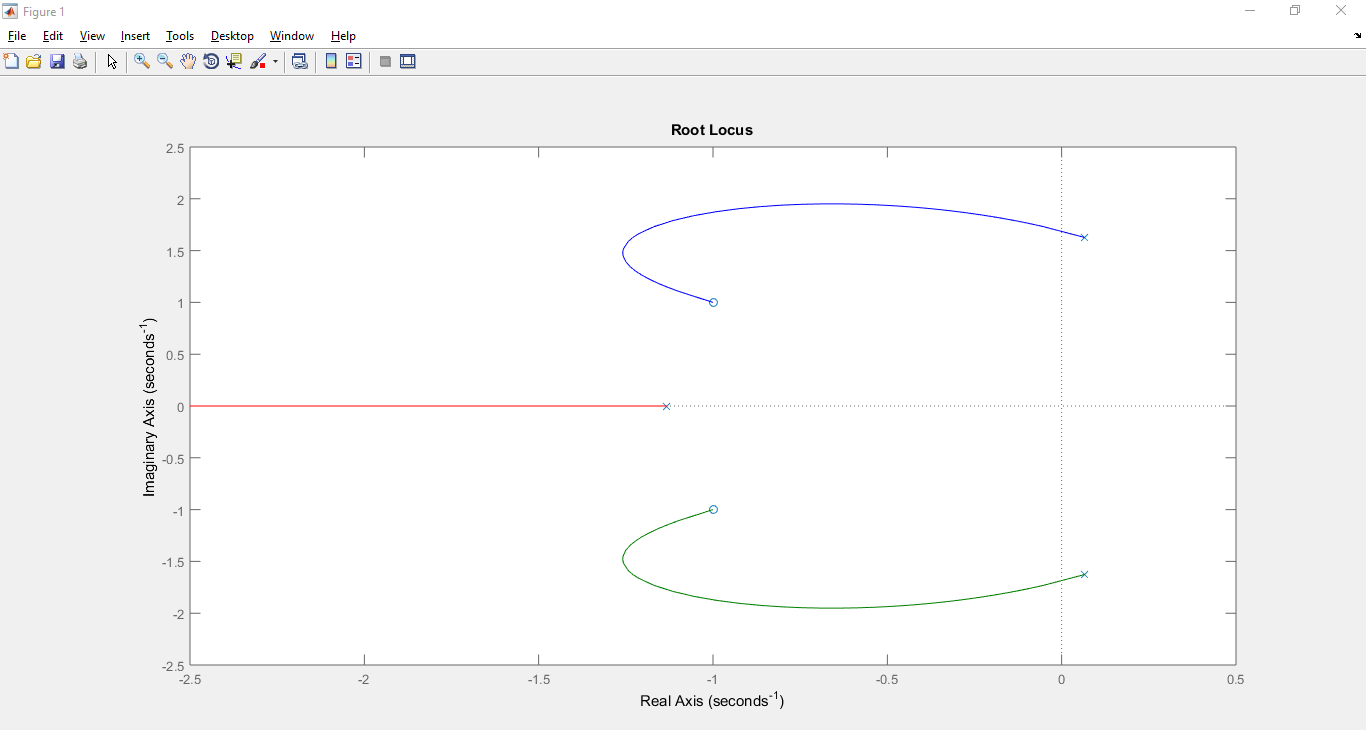 Figure 1
File Edit View Insert Tools Desktop Window Help
Root Locus
2.5
2
1.5
1
0.5
0
-0.5
-1
-1.5
-2
-2.5
Imaginary Axis (seconds⁻¹)
-2.5 -2 -1.5 -1 -0.5 0 0.5
Real Axis (seconds⁻¹)